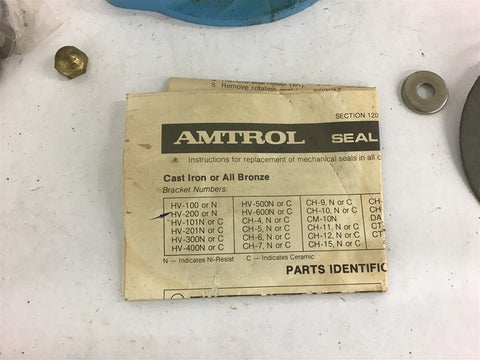 5. Remove rotation
SECTION 120
AMTROL SEAL
Instructions for replacement of mechanical seals in all c
Cast Iron or All Bronze
Bracket Numbers:
HV-100 or N HV-500N or C CH-9, N or C
HV-200 or N HV-600N or C CH-10, N or C
HV-101N or C CH-4, N or C CM-10N DA
HV-201N or C CH-5, N or C CH-11, N or C CT-
HV-300N or C CH-6, N or C CH-12, N or C CT
HV-400N or C CH-7, N or C CH-15, N or C
N — Indicates Ni-Resist C — Indicates Ceramic
PARTS IDENTIFIC